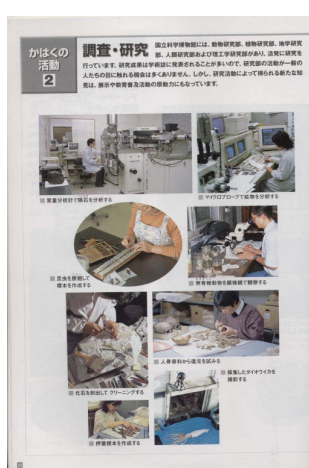 かはくの
活動
2
調査・研究 国立科学博物館には、動物研究部、植物研究部、地学研究
部、人類研究部および理工学研究部があり、活発に研究を
行っています。研究成果は学術誌に発表されることが多いので、研究部の活動が一般の
人たちの目に触れる機会は多くありません。しかし、研究活動によって得られる新たな知
見は、展示や教育普及活動の原動力にもなっています。
質量分析計で隕石を分析する
マイクロプローブで鉱物を分析する
昆虫を展翅して
標本を作成する
無脊椎動物を顕微鏡で観察する
人骨資料から復元を試みる
化石を剖出して クリーニングする
採集したダイオウイカを
撮影する
押葉標本を作成する